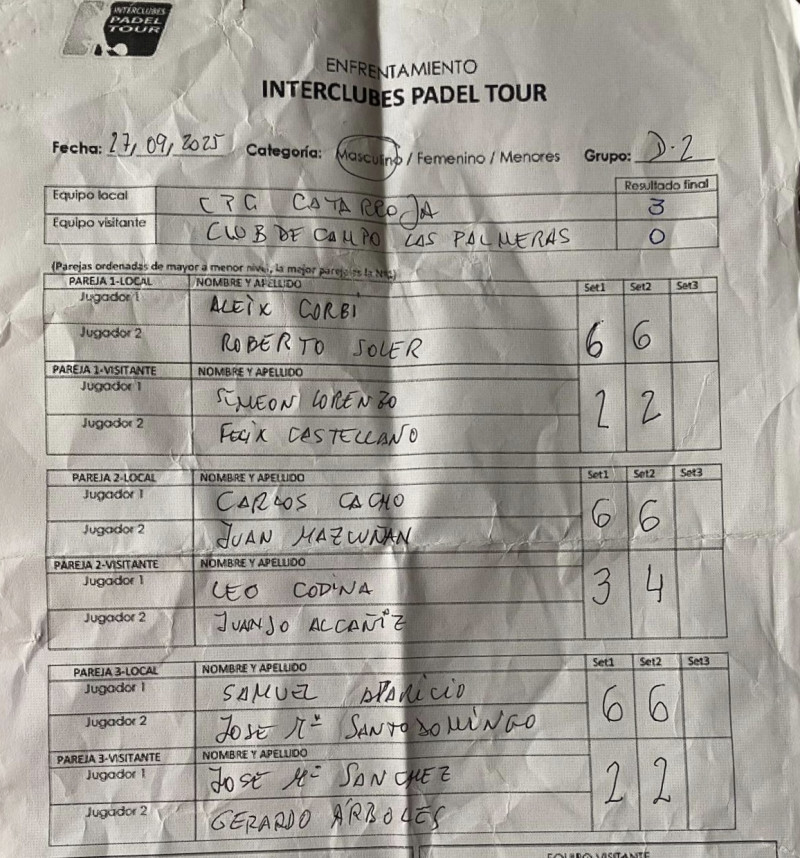 INTERCLUBES
PADEL
TOUR
ENFRENTAMIENTO
INTERCLUBES PADEL TOUR
Fecha: 27, 09, 2025 Categoría: Masculino / Femenino / Menores Grupo: D-2
Resultado final
Equipo local CPG CATARROJA 3
Equipo visitante CLUB DE CAMPO LAS PALMERAS 0
(Parejas ordenadas de mayor a menor nivel, la mejor pareja es la Nº1)
PAREJA 1-LOCAL NOMBRE Y APELLIDO Set1 Set2 Set3
Jugador 1 ALEIX CORBI
Jugador 2 ROBERTO SOLER 6 6
PAREJA 1-VISITANTE NOMBRE Y APELLIDO
Jugador 1 SIMEON LORENZO 2 2
Jugador 2 FELIX CASTELLANO
PAREJA 2-LOCAL NOMBRE Y APELLIDO Set1 Set2 Set3
Jugador 1 CARLOS CACHO 6 6
Jugador 2 JUAN
PAREJA 2-VISITANTE NOMBRE Y APELLIDO
Jugador 1 LEO CODINA 3 4
Jugador 2 JUANJO ALCAÑIZ
PAREJA 3-LOCAL NOMBRE Y APELLIDO Set1 Set2 Set3
Jugador 1 SAMUEL APARICIO 6 6
Jugador 2 JOSE Mª SANTODOMINGO
PAREJA 3-VISITANTE NOMBRE Y APELLIDO
Jugador 1 JOSE Mª SANCHEZ 2 2
Jugador 2 GERARDO ÁRBOLES
EQUIPO VISITANTE